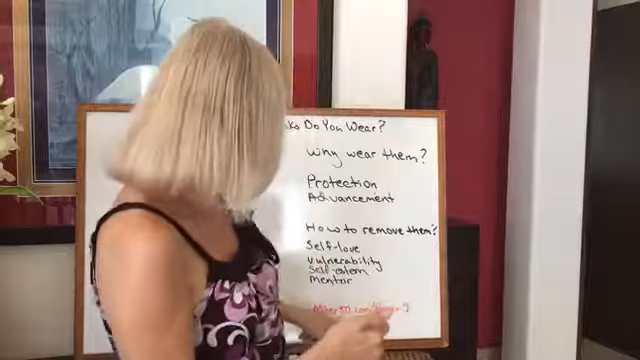 Do You Wear?
Why wear them?
Protection
Advancement
How to remove them?
Self-love
Vulnerability
Self-esteem
mentor